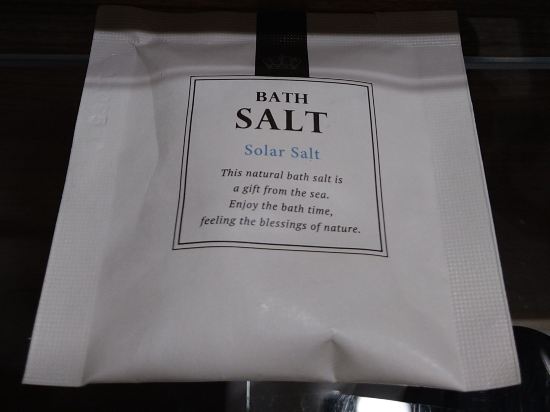 BATH
SALT
Solar Salt
This natural bath salt is
a gift from the sea.
Enjoy the bath time,
feeling the blessings of nature.